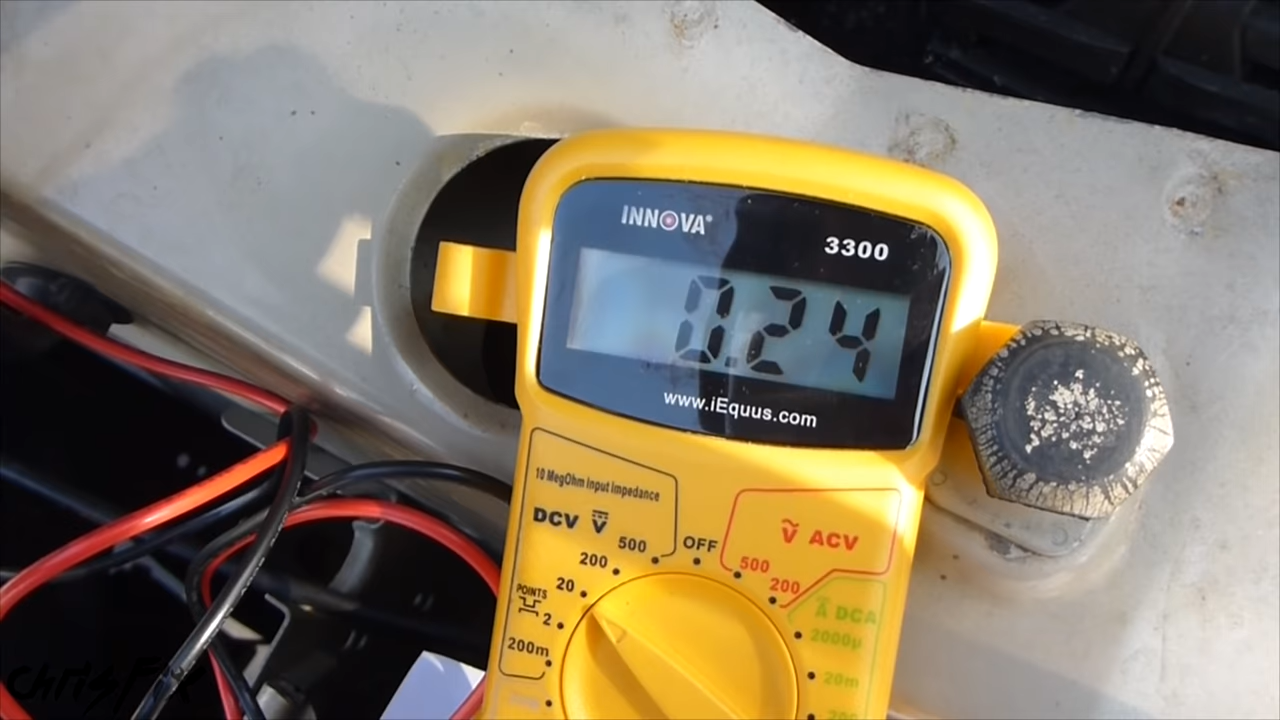 INNOVA®
3300
0.24
www.iEquus.com
10 MegOhm Input Impedance
DCV V
500
OFF
V ACV
200
500
20
200
POINTS
A DCA
2
2000µ
200m
20m
ChrisFix